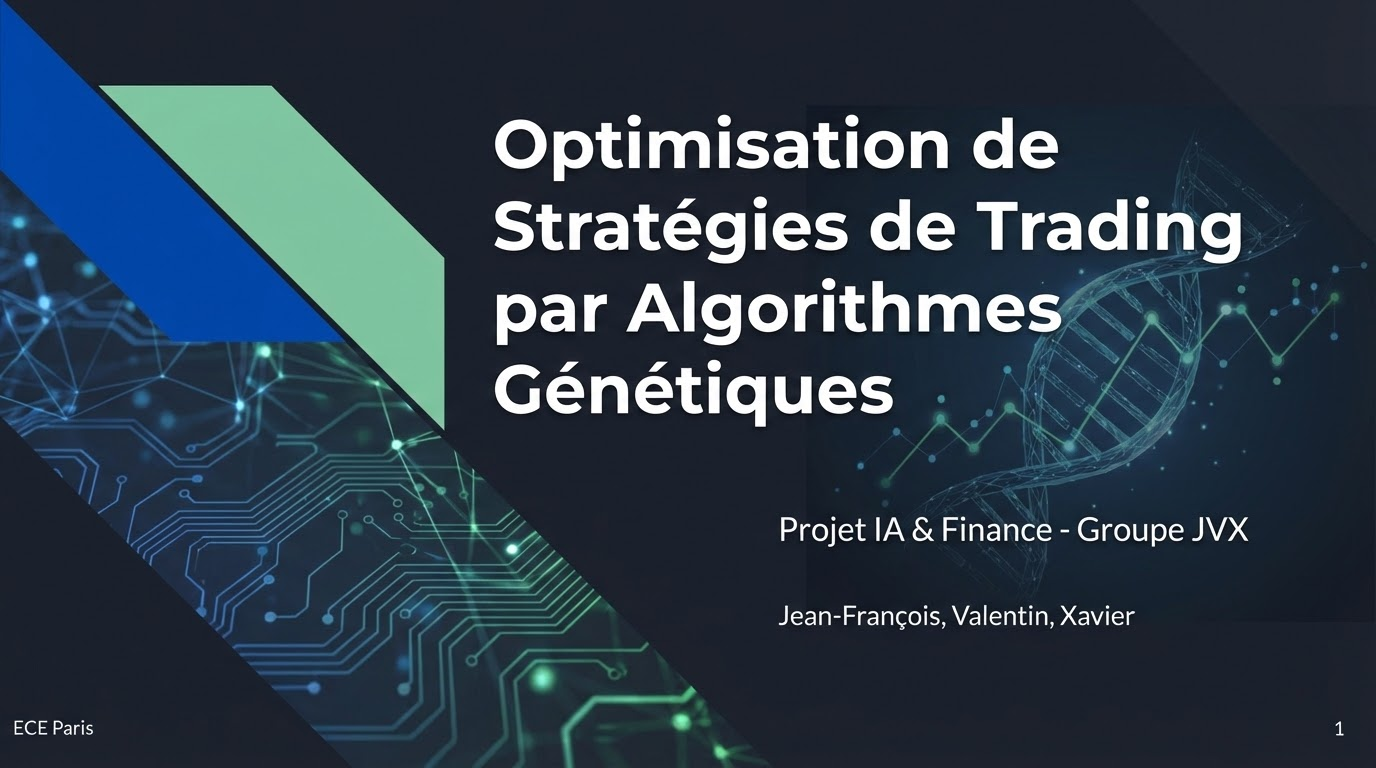 Optimisation de
Stratégies de Trading
par Algorithmes
Génétiques
Projet IA & Finance - Groupe JVX
Jean-François, Valentin, Xavier
ECE Paris
1